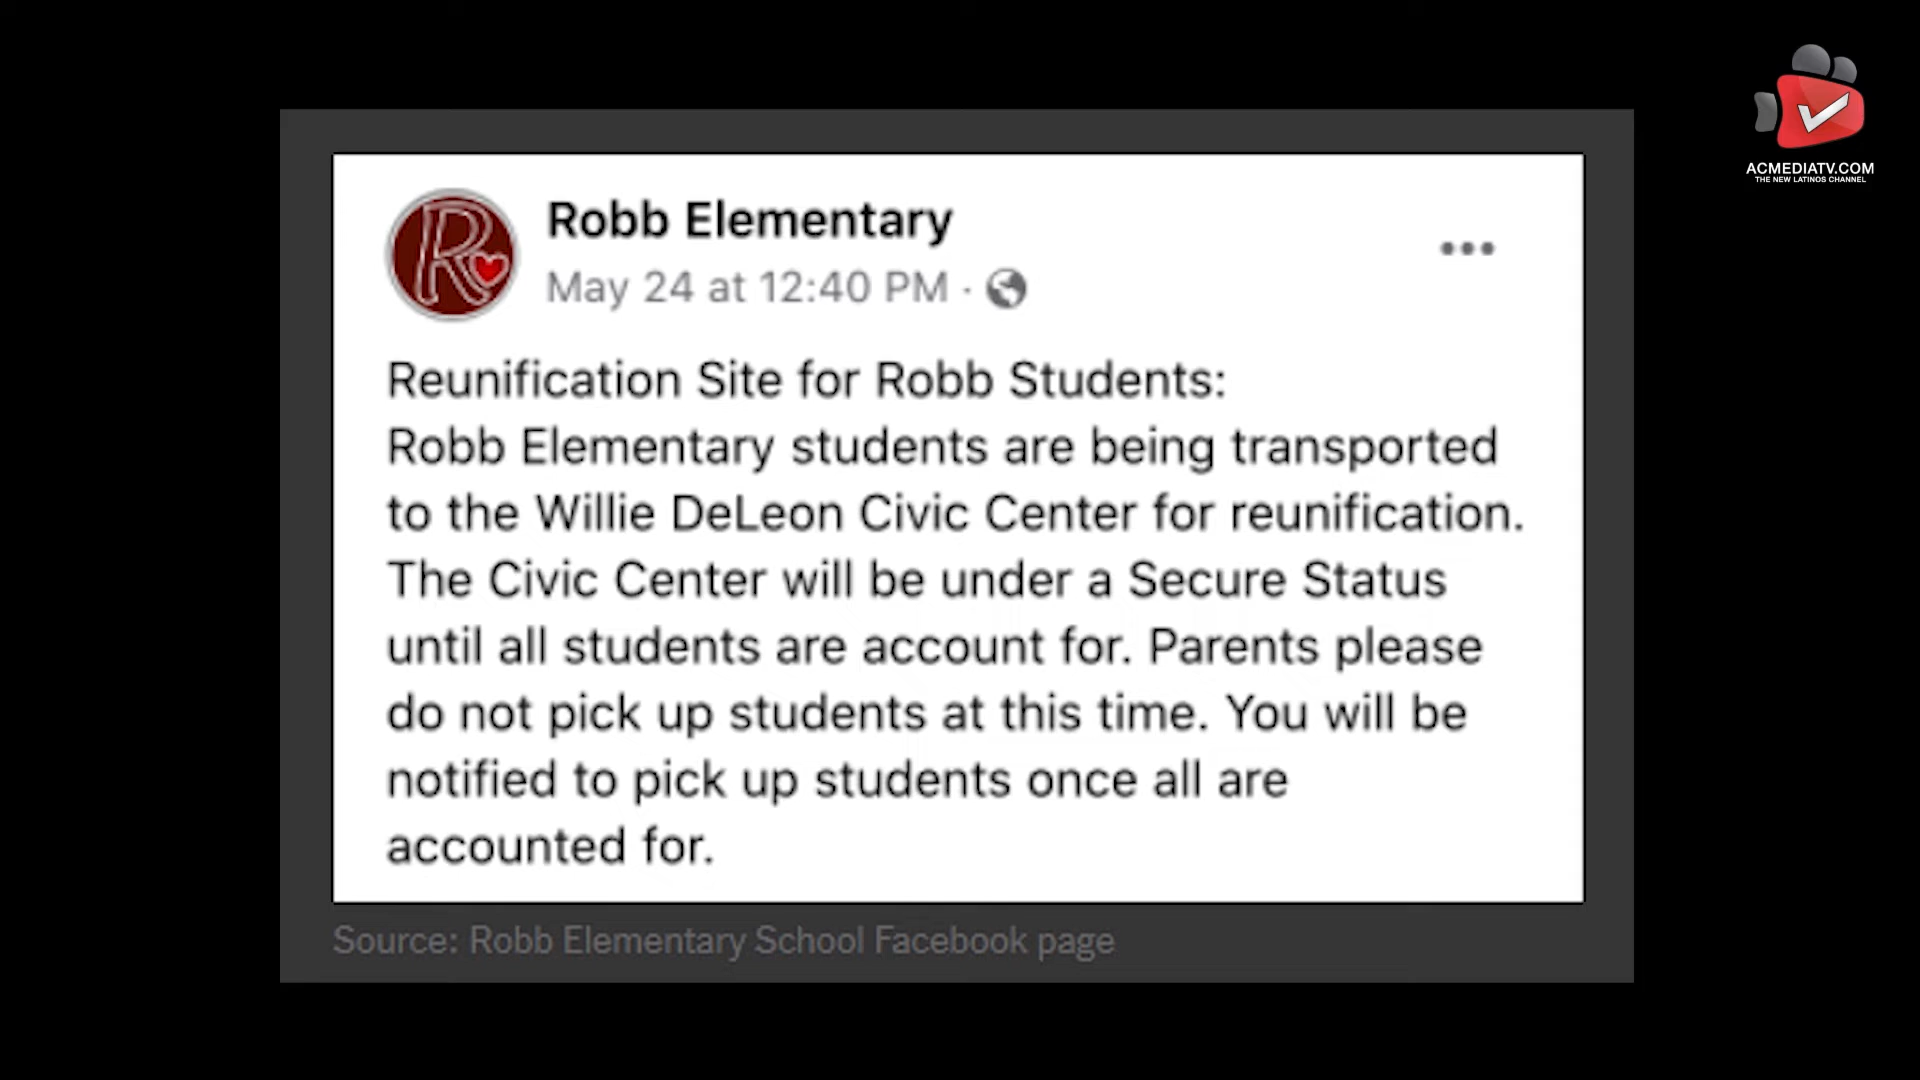 ACMEDIATV.COM
THE NEW LATINOS CHANNEL
R
Robb Elementary
May 24 at 12:40 PM ·
Reunification Site for Robb Students:
Robb Elementary students are being transported
to the Willie DeLeon Civic Center for reunification.
The Civic Center will be under a Secure Status
until all students are account for. Parents please
do not pick up students at this time. You will be
notified to pick up students once all are
accounted for.
Source: Robb Elementary School Facebook page